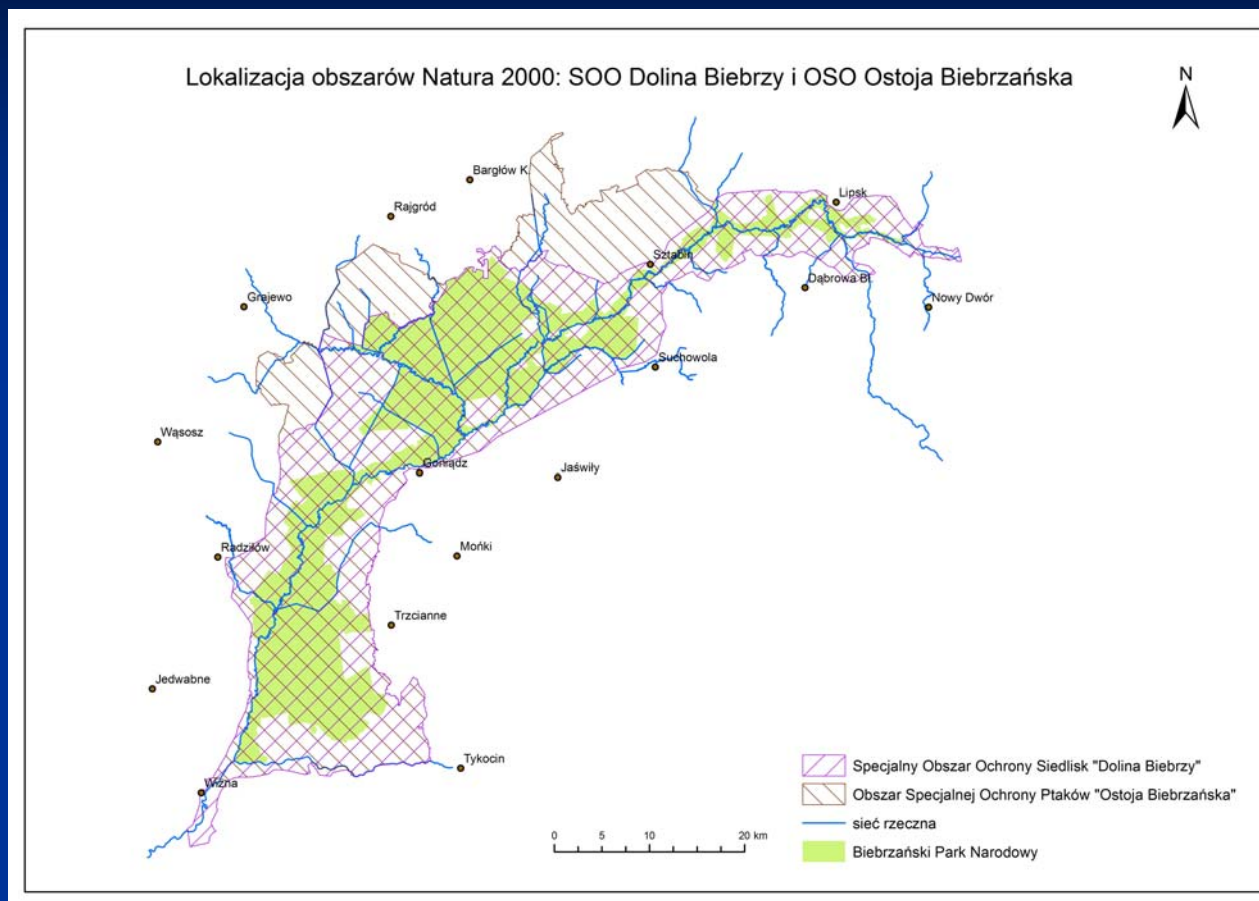 Lokalizacja obszarów Natura 2000: SOO Dolina Biebrzy i OSO Ostoja Biebrzańska
N
Bargłów K.
Rajgród
Lipsk
Sztabin
Dąbrowa Bł.
Grajewo
Nowy Dwór
Suchowola
Wąsosz
Goniądz
Jaświły
Radziłów
Mońki
Trzcianne
Jedwabne
Tykocin
Wizna
Specjalny Obszar Ochrony Siedlisk "Dolina Biebrzy"
Obszar Specjalnej Ochrony Ptaków "Ostoja Biebrzańska"
sieć rzeczna
Biebrzański Park Narodowy
0 5 10 20 km